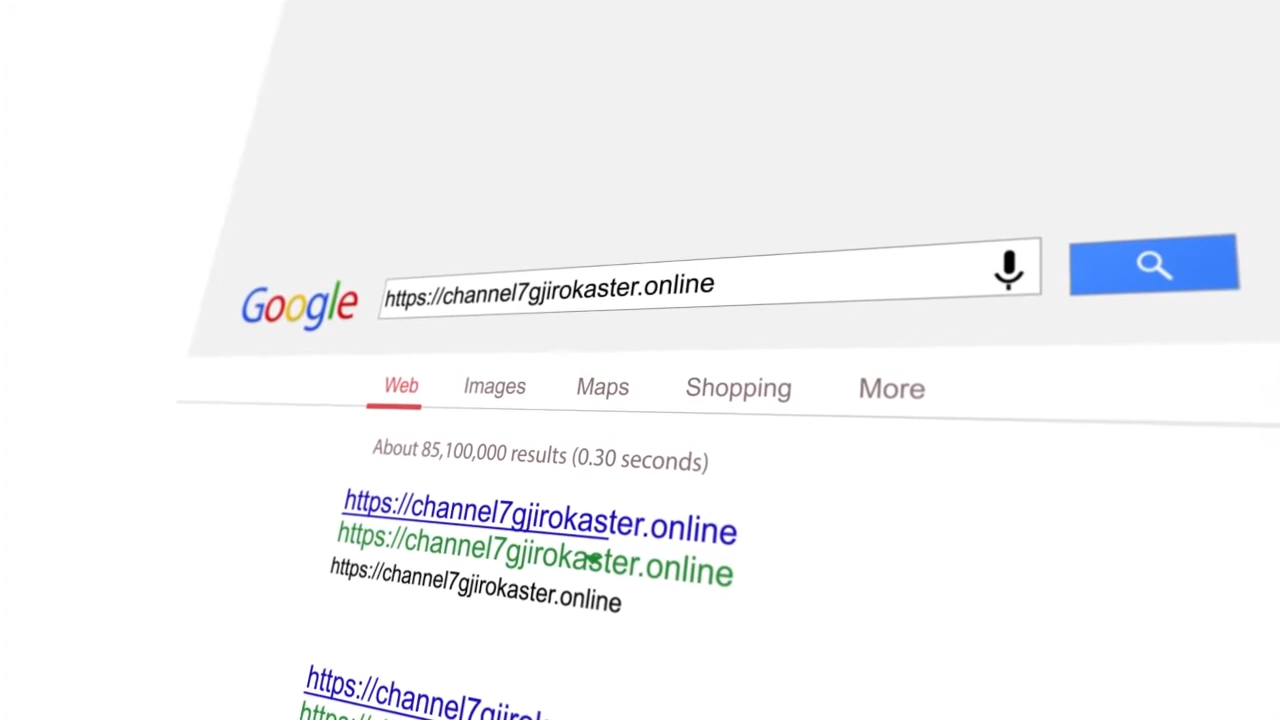 Google https://channel7gjirokaster.online
Web Images Maps Shopping More
About 85,100,000 results (0.30 seconds)
https://channel7gjirokaster.online
https://channel7gjirokaster.online
https://channel7gjirokaster.online
https://channel7gjirok